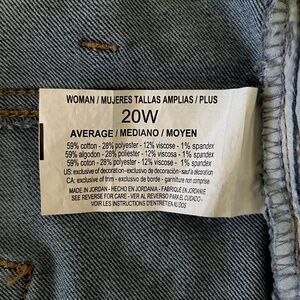 WOMAN / MUJERES TALLAS AMPLIAS / PLUS
20W
AVERAGE / MEDIANO / MOYEN
59% cotton - 28% polyester - 12% viscose - 1% spandex
59% algodon - 28% poliester - 12% viscosa - 1% spandex
59% coton - 28% polyester - 12% viscose - 1% spandex
US: exclusive of decoration - exclusivo de decoración - sauf à décoration
CA: exclusive of trim - exclusivo de borde - garniture non comprise
MADE IN JORDAN - HECHO EN JORDANIA - FABRIQUÉ EN JORDANIE
SEE REVERSE FOR CARE - VER AL REVERSO PARA EL CUIDADO -
VOIR LES INSTRUCTIONS D'ENTRETIEN AU DOS